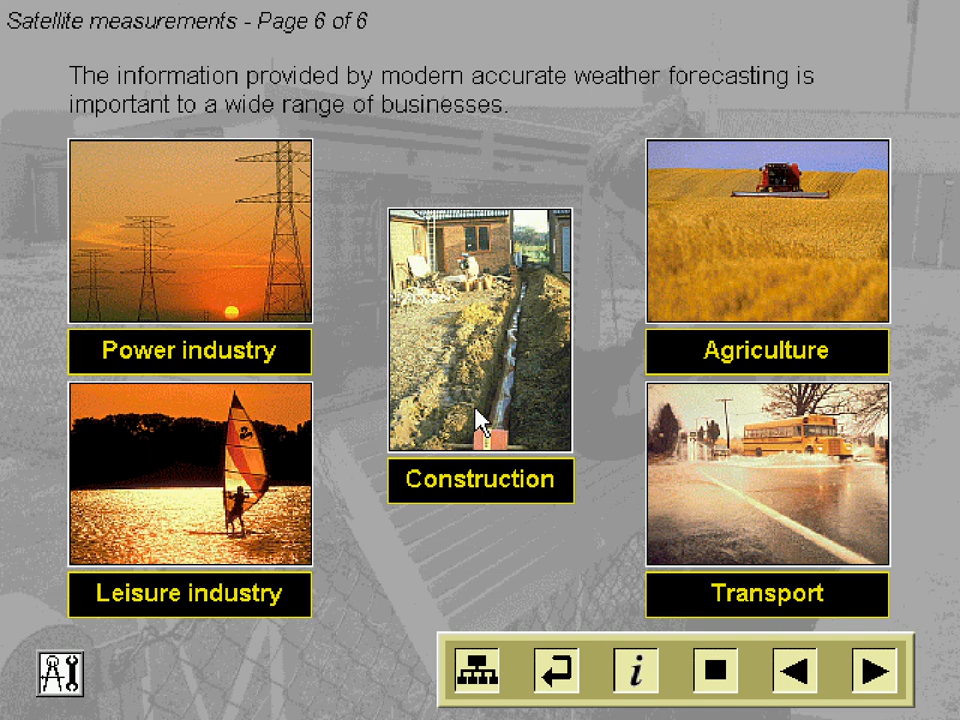 Satellite measurements - Page 6 of 6
The information provided by modern accurate weather forecasting is
important to a wide range of businesses.
Power industry
Agriculture
Construction
Leisure industry
Transport
i